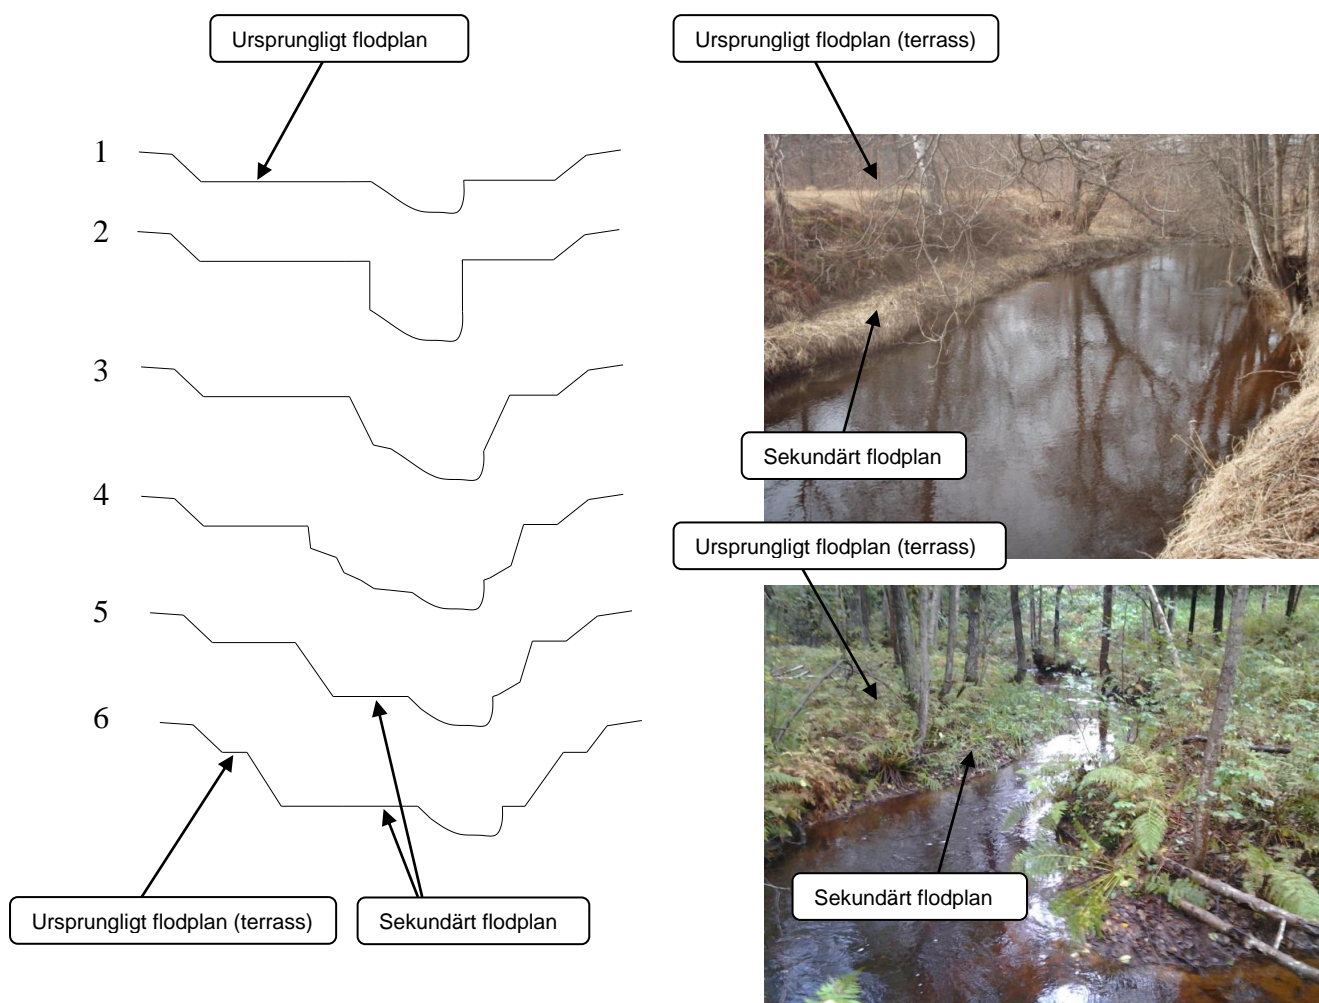 Ursprungligt flodplan
Ursprungligt flodplan (terrass)
1
2
3
Sekundärt flodplan
4
Ursprungligt flodplan (terrass)
5
6
Sekundärt flodplan
Ursprungligt flodplan (terrass)
Sekundärt flodplan